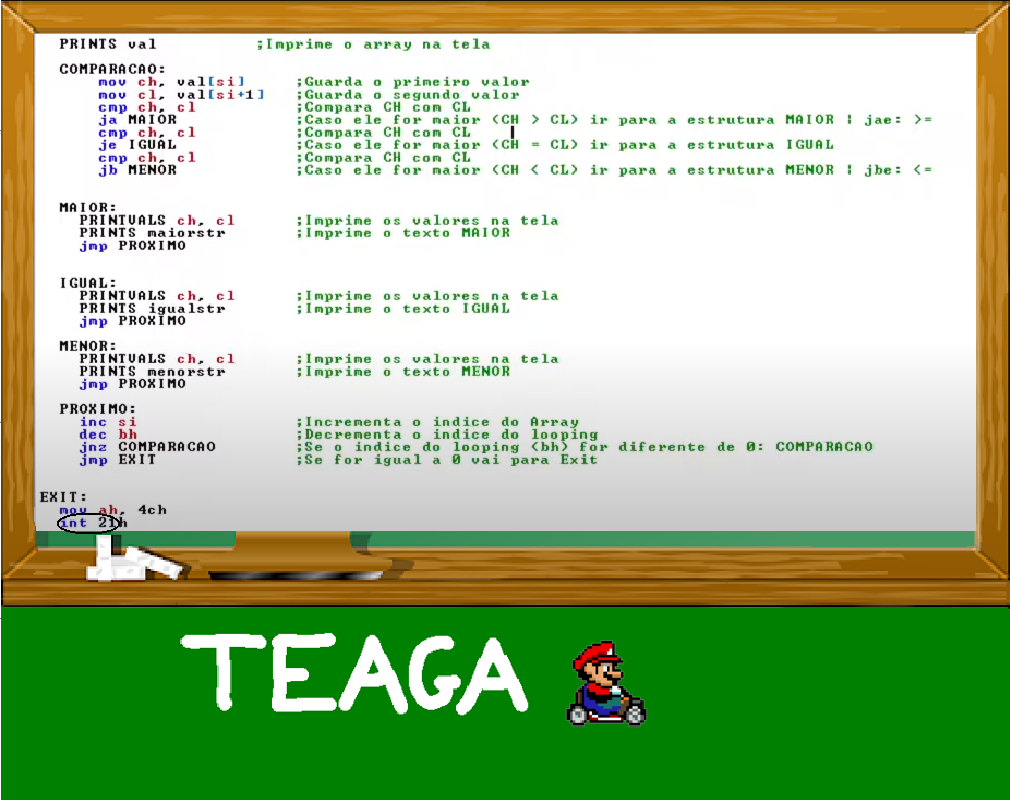 PRINTS val ;Imprime o array na tela
COMPARACAO:
mov ch, val[si] ;Guarda o primeiro valor
mov cl, val[si+1] ;Guarda o segundo valor
cmp ch, cl ;Compara CH com CL
ja MAIOR ;Caso ele for maior (CH > CL) ir para a estrutura MAIOR ¦ jae: >=
cmp ch, cl ;Compara CH com CL
je IGUAL ;Caso ele for maior (CH = CL) ir para a estrutura IGUAL
cmp ch, cl ;Compara CH com CL
jb MENOR ;Caso ele for maior (CH < CL) ir para a estrutura MENOR ¦ jbe: <=
MAIOR:
PRINTVALS ch, cl ;Imprime os valores na tela
PRINTS maiorstr ;Imprime o texto MAIOR
jmp PROXIMO
IGUAL:
PRINTVALS ch, cl ;Imprime os valores na tela
PRINTS igualstr ;Imprime o texto IGUAL
jmp PROXIMO
MENOR:
PRINTVALS ch, cl ;Imprime os valores na tela
PRINTS menorstr ;Imprime o texto MENOR
jmp PROXIMO
PROXIMO:
inc si ;Incrementa o indice do Array
dec bh ;Decrementa o indice do looping
jnz COMPARACAO ;Se o indice do looping (bh) for diferente de 0: COMPARACAO
jmp EXIT ;Se for igual a 0 vai para Exit
EXIT:
mov ah, 4ch
int 21h
TEAGA